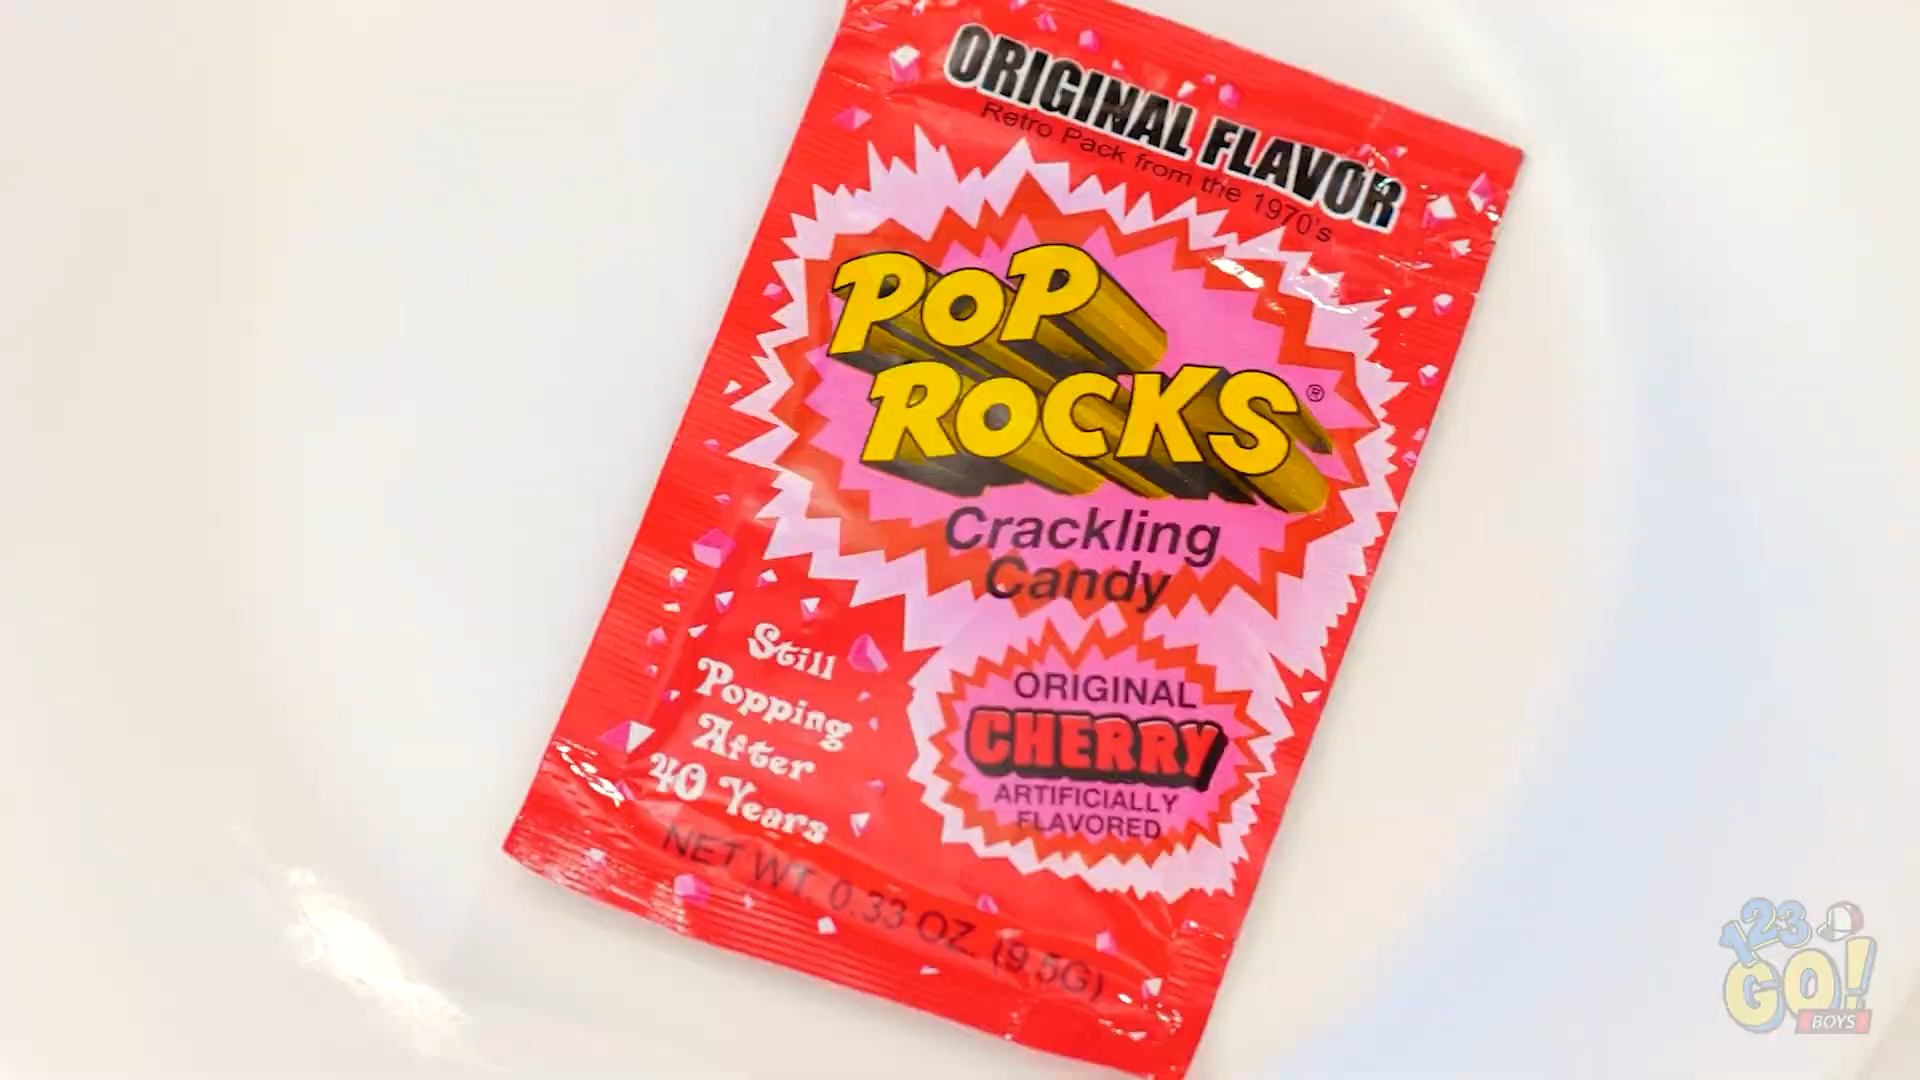 ORIGINAL FLAVOR
Retro Pack from the 1970's
POP
ROCKS®
Crackling
Candy
Still
Popping
After
40 Years
ORIGINAL
CHERRY
ARTIFICIALLY
FLAVORED
NET WT. 0.33 OZ. (9.5G)
123
GO!
BOYS